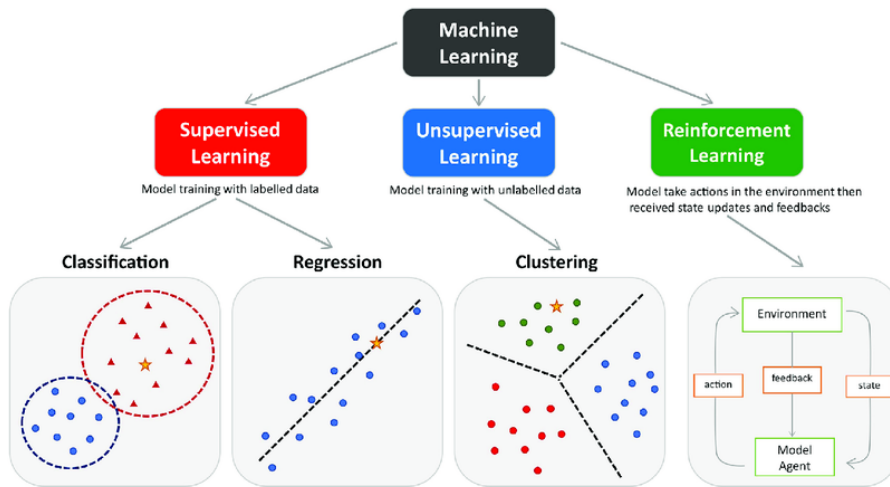 Machine
Learning
Supervised
Learning
Unsupervised
Learning
Reinforcement
Learning
Model training with labelled data
Model training with unlabelled data
Model take actions in the environment then
received state updates and feedbacks
Classification
Regression
Clustering
Environment
action
feedback
state
Model
Agent